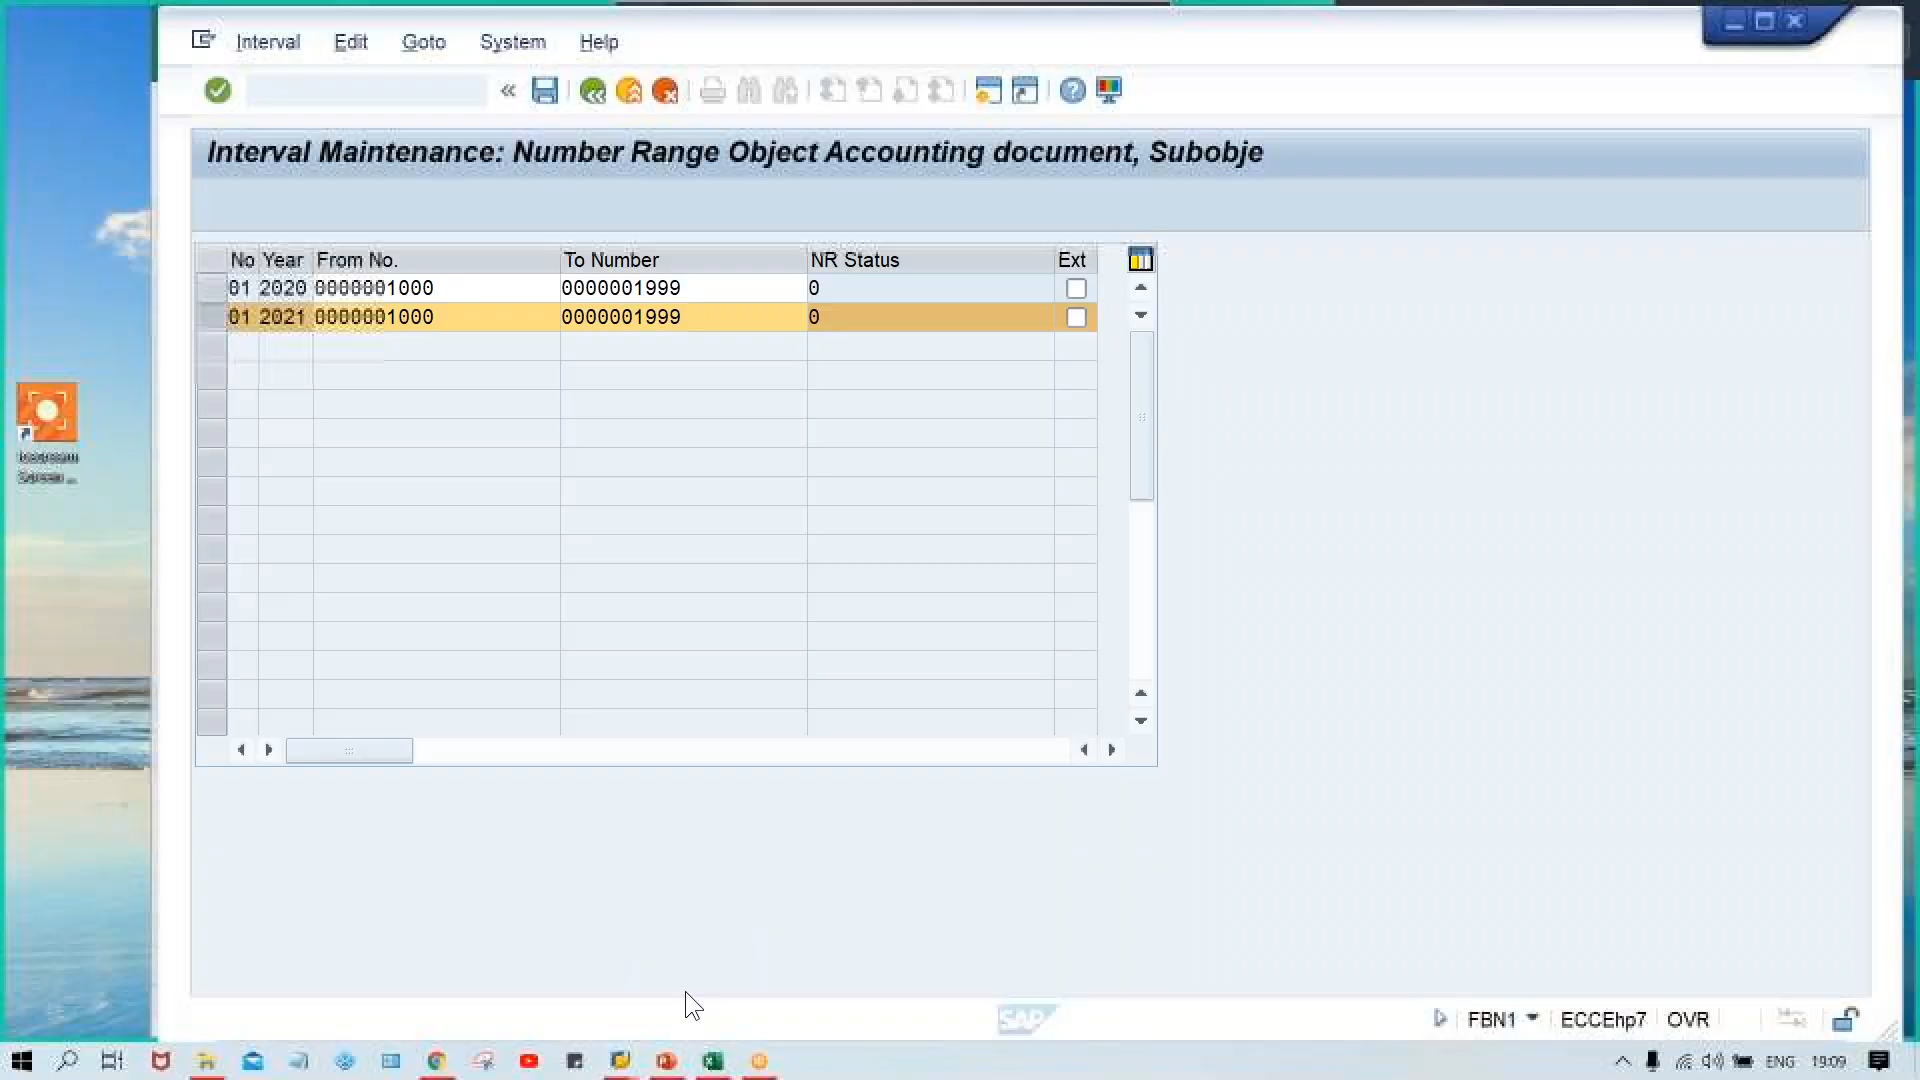 Interval Edit Goto System Help
Interval Maintenance: Number Range Object Accounting document, Subobje
No Year From No. To Number NR Status Ext
01 2020 0000001000 0000001999 0
01 2021 0000001000 0000001999 0
SAP
FBN1 ECCEhp7 OVR
ENG 19:09